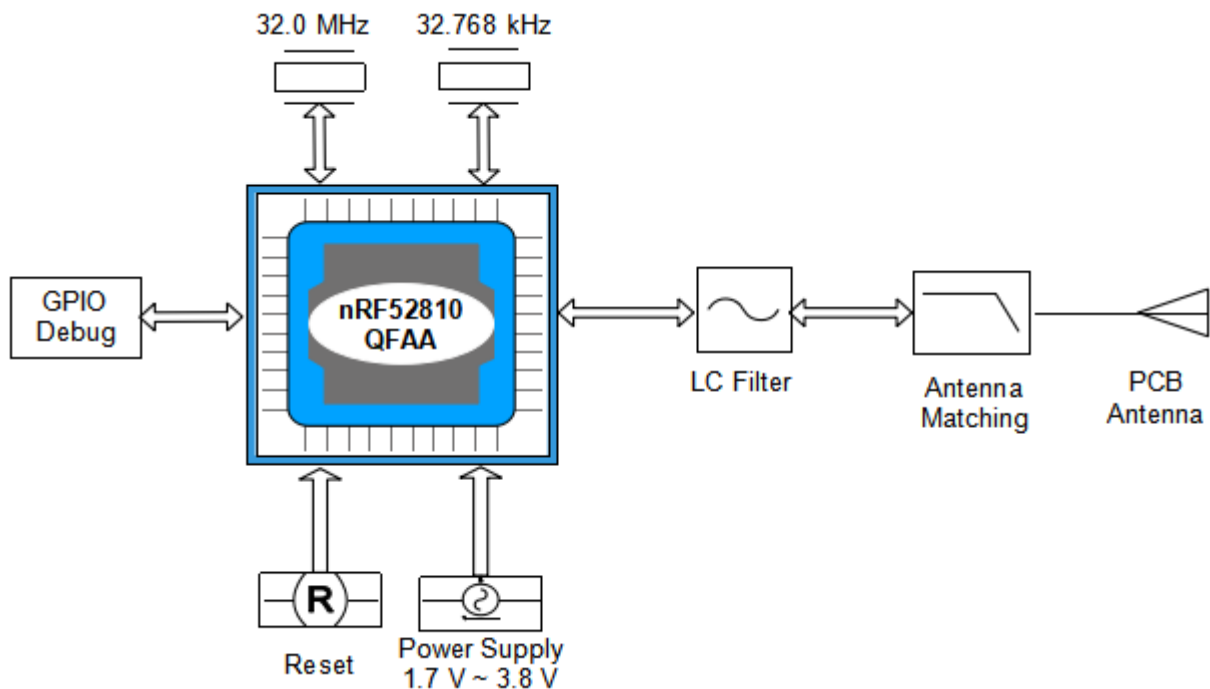 32.0 MHz
32.768 kHz
GPIO
Debug
nRF52810
QFAA
LC Filter
Antenna
Matching
PCB
Antenna
R
Reset
Power Supply
1.7 V ~ 3.8 V